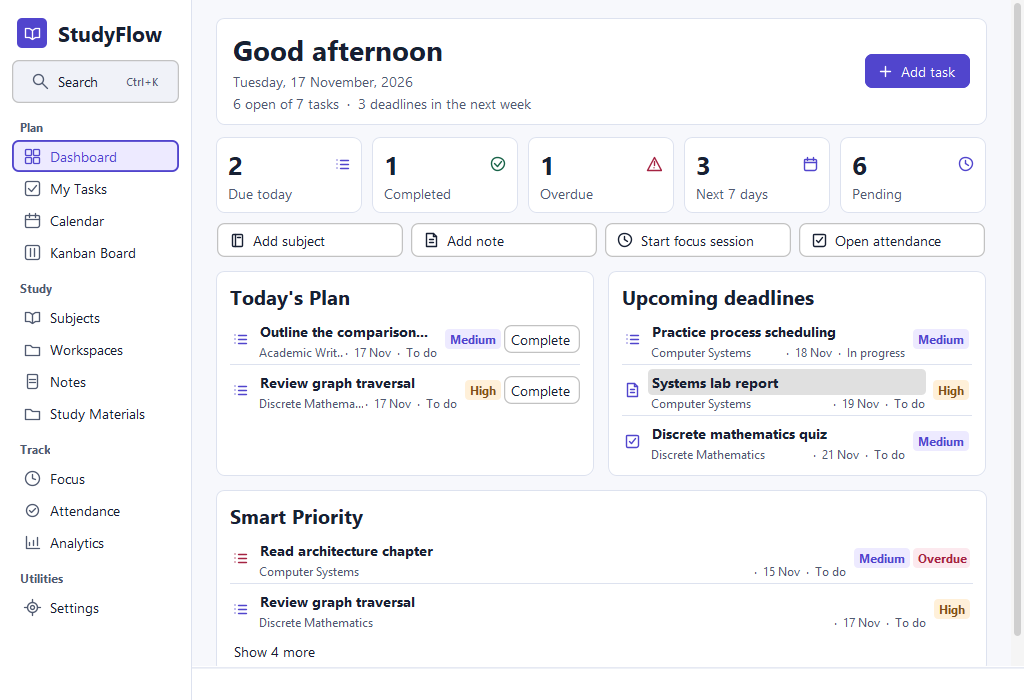 StudyFlow
Search Ctrl+K
Plan
Dashboard
My Tasks
Calendar
Kanban Board
Study
Subjects
Workspaces
Notes
Study Materials
Track
Focus
Attendance
Analytics
Utilities
Settings
Good afternoon
Tuesday, 17 November, 2026
6 open of 7 tasks · 3 deadlines in the next week
Add task
2
Due today
1
Completed
1
Overdue
3
Next 7 days
6
Pending
Add subject
Add note
Start focus session
Open attendance
Today's Plan
Outline the comparison...
Academic Writ.. · 17 Nov · To do
Medium
Complete
Review graph traversal
Discrete Mathema... · 17 Nov · To do
High
Complete
Upcoming deadlines
Practice process scheduling
Computer Systems · 18 Nov · In progress
Medium
Systems lab report
Computer Systems · 19 Nov · To do
High
Discrete mathematics quiz
Discrete Mathematics · 21 Nov · To do
Medium
Smart Priority
Read architecture chapter
Computer Systems · 15 Nov · To do
Medium Overdue
Review graph traversal
Discrete Mathematics · 17 Nov · To do
High
Show 4 more